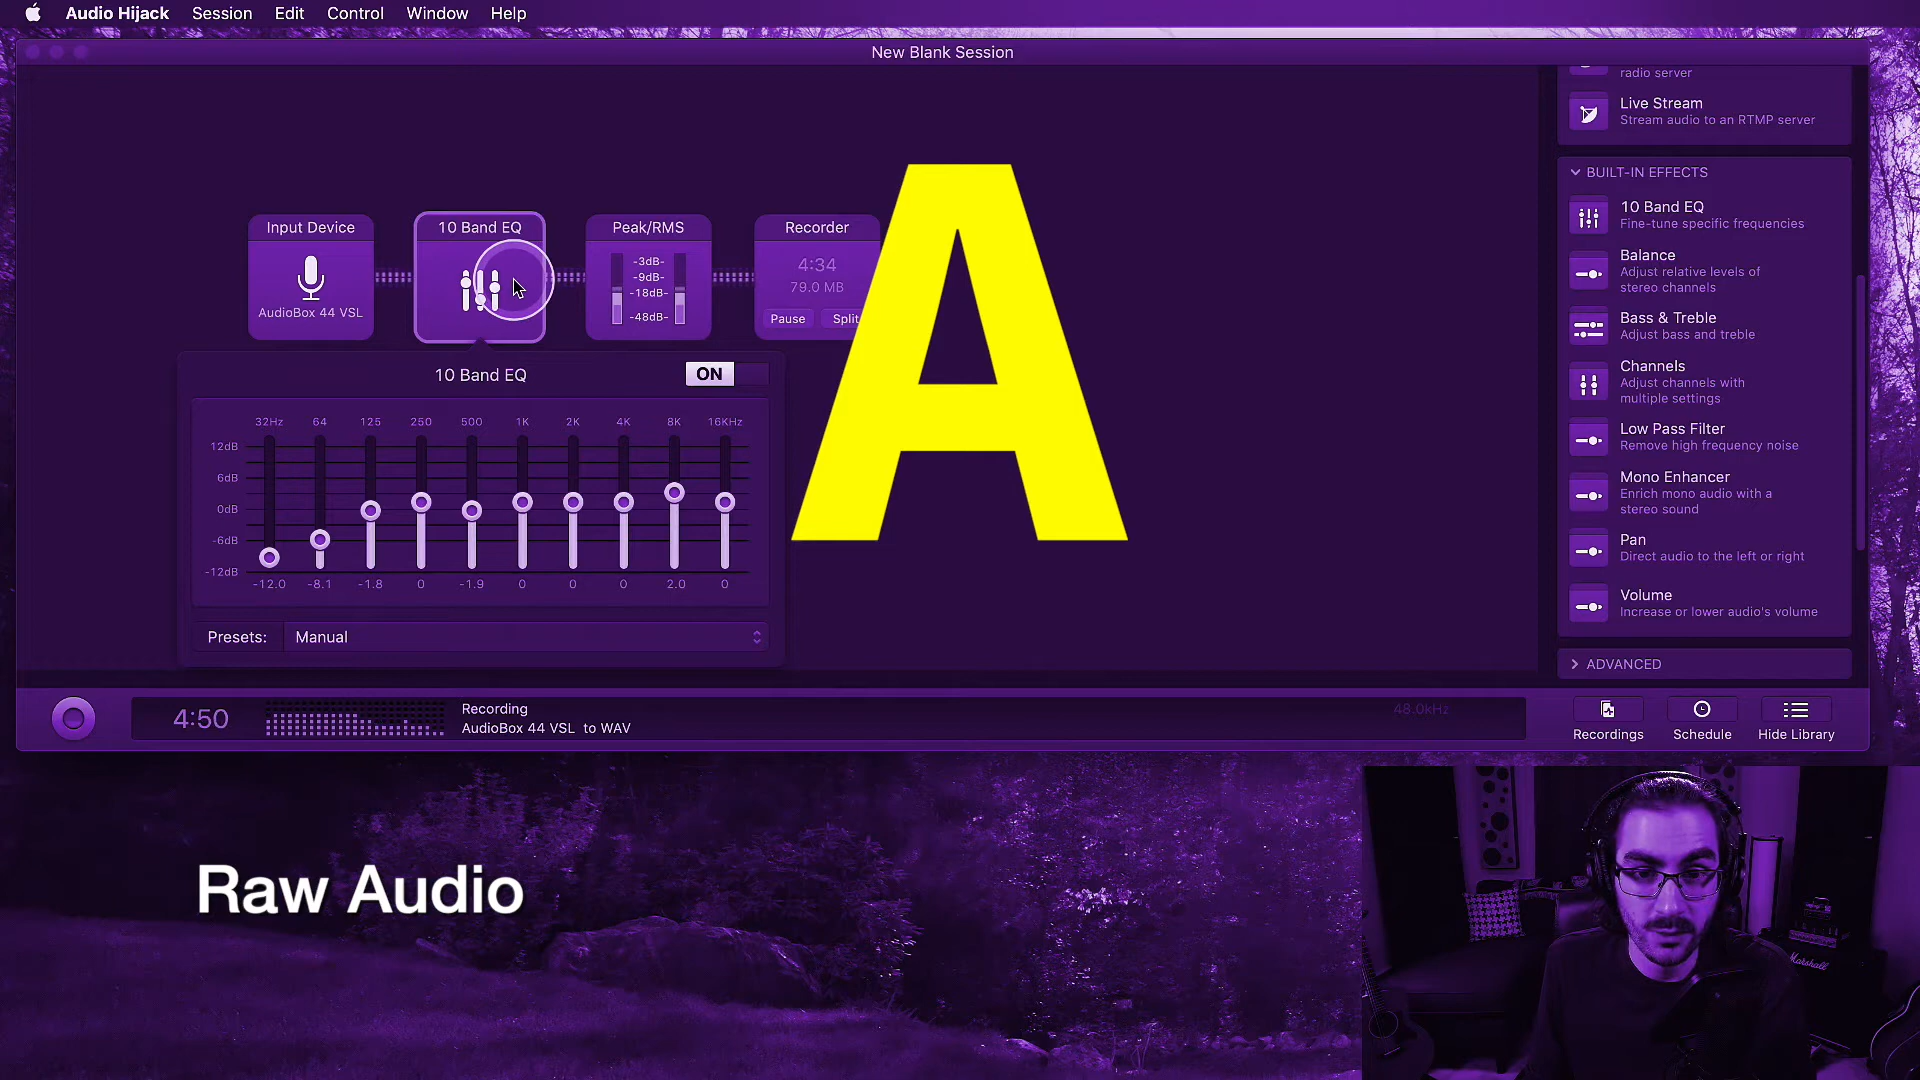 Audio Hijack Session Edit Control Window Help
New Blank Session
radio server
Live Stream
Stream audio to an RTMP server
BUILT-IN EFFECTS
10 Band EQ
Fine-tune specific frequencies
Balance
Adjust relative levels of
stereo channels
Bass & Treble
Adjust bass and treble
Channels
Adjust channels with
multiple settings
Low Pass Filter
Remove high frequency noise
Mono Enhancer
Enrich mono audio with a
stereo sound
Pan
Direct audio to the left or right
Volume
Increase or lower audio's volume
ADVANCED
Input Device
AudioBox 44 VSL
10 Band EQ
Peak/RMS
-3dB-
-9dB-
-18dB-
-48dB-
Recorder
4:34
79.0 MB
Pause Split
A
10 Band EQ ON
32Hz 64 125 250 500 1K 2K 4K 8K 16KHz
12dB
6dB
0dB
-6dB
-12dB
-12.0 -8.1 -1.8 0 -1.9 0 0 0 2.0 0
Presets: Manual
4:50
Recording
AudioBox 44 VSL to WAV
48.0kHz
Recordings Schedule Hide Library
Raw Audio
Marshall